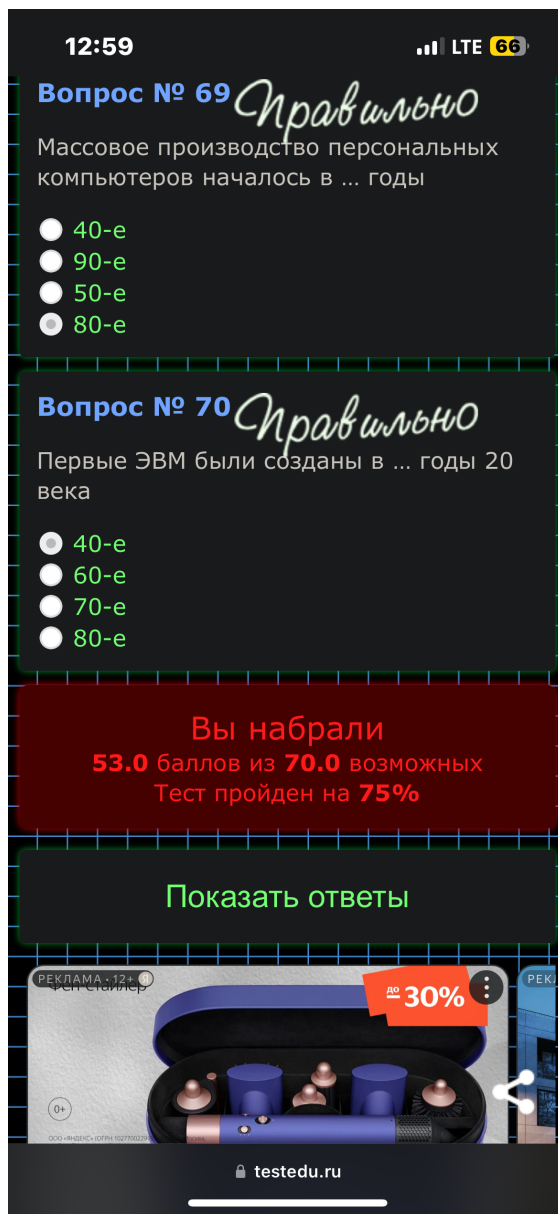 12:59
LTE 66
Вопрос № 69 Правильно
Массовое производство персональных
компьютеров началось в ... годы
40-е
90-е
50-е
80-е
Вопрос № 70 Правильно
Первые ЭВМ были созданы в ... годы 20
века
40-е
60-е
70-е
80-е
Вы набрали
53.0 баллов из 70.0 возможных
Тест пройден на 75%
Показать ответы
РЕКЛАМА • 12+ Я
РЕК
Фен-стайлер
до 30%
0+
testedu.ru